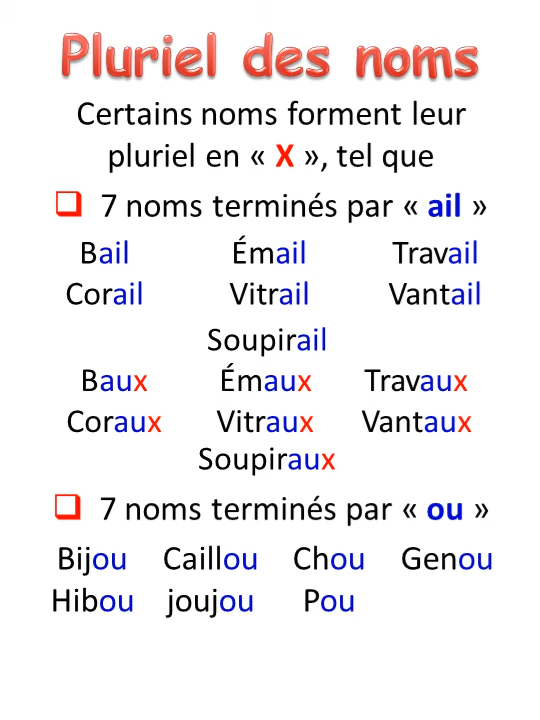 Pluriel des noms
Certains noms forment leur
pluriel en « X », tel que
❑ 7 noms terminés par « ail »
Bail Émail Travail
Corail Vitrail Vantail
Soupirail
Baux Émaux Travaux
Coraux Vitraux Vantaux
Soupiraux
❑ 7 noms terminés par « ou »
Bijou Caillou Chou Genou
Hibou joujou Pou